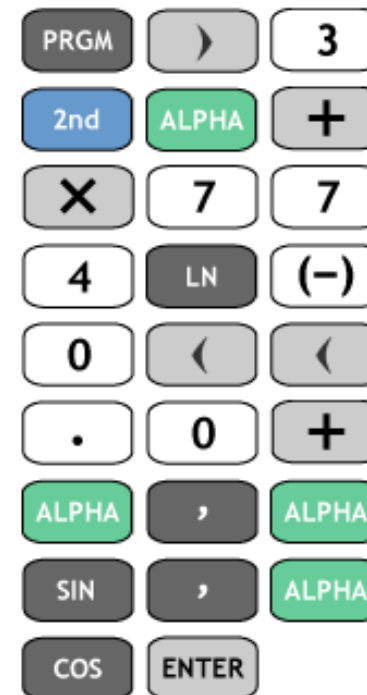 PRGM ⟩ 3
2nd ALPHA +
× 7 7
4 LN (−)
0 ⟨ ⟨
. 0 +
ALPHA , ALPHA
SIN , ALPHA
COS ENTER